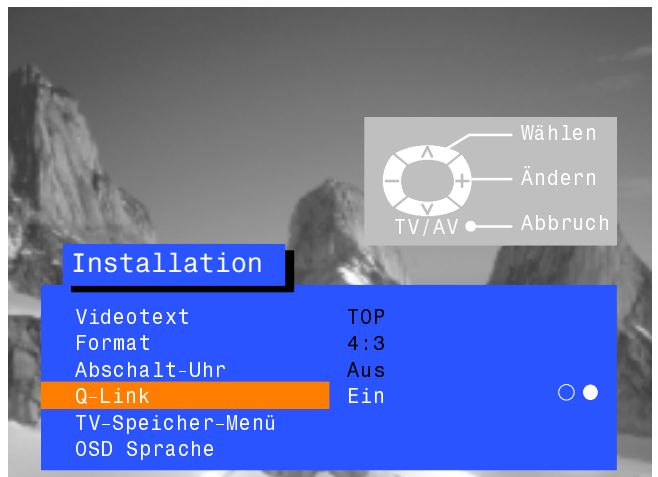 Wählen
Ändern
TV/AV Abbruch
Installation
Videotext TOP
Format 4:3
Abschalt-Uhr Aus
Q-Link Ein
TV-Speicher-Menü
OSD Sprache